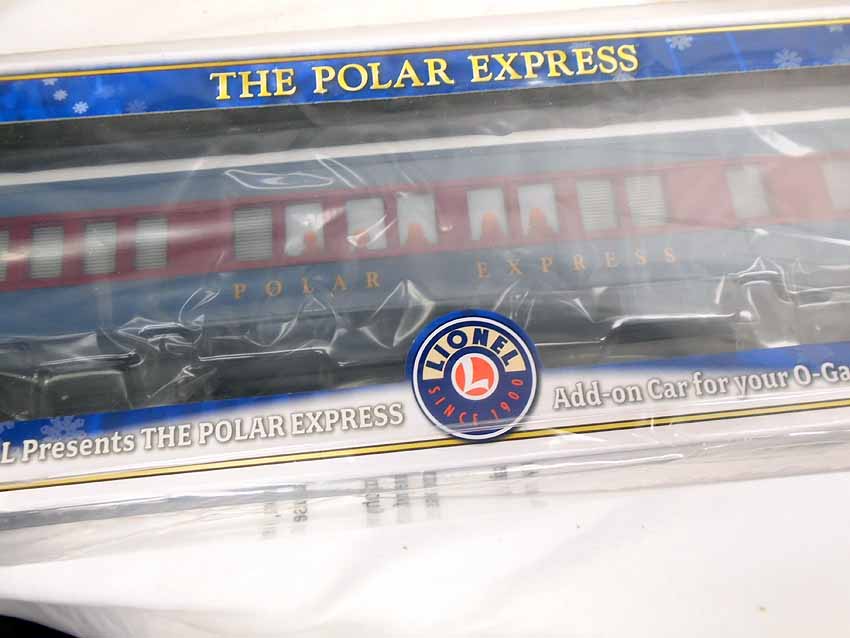 THE POLAR EXPRESS
POLAR EXPRESS
LIONEL
L
SINCE 1900
L Presents THE POLAR EXPRESS
Add-on Car for your O-Ga